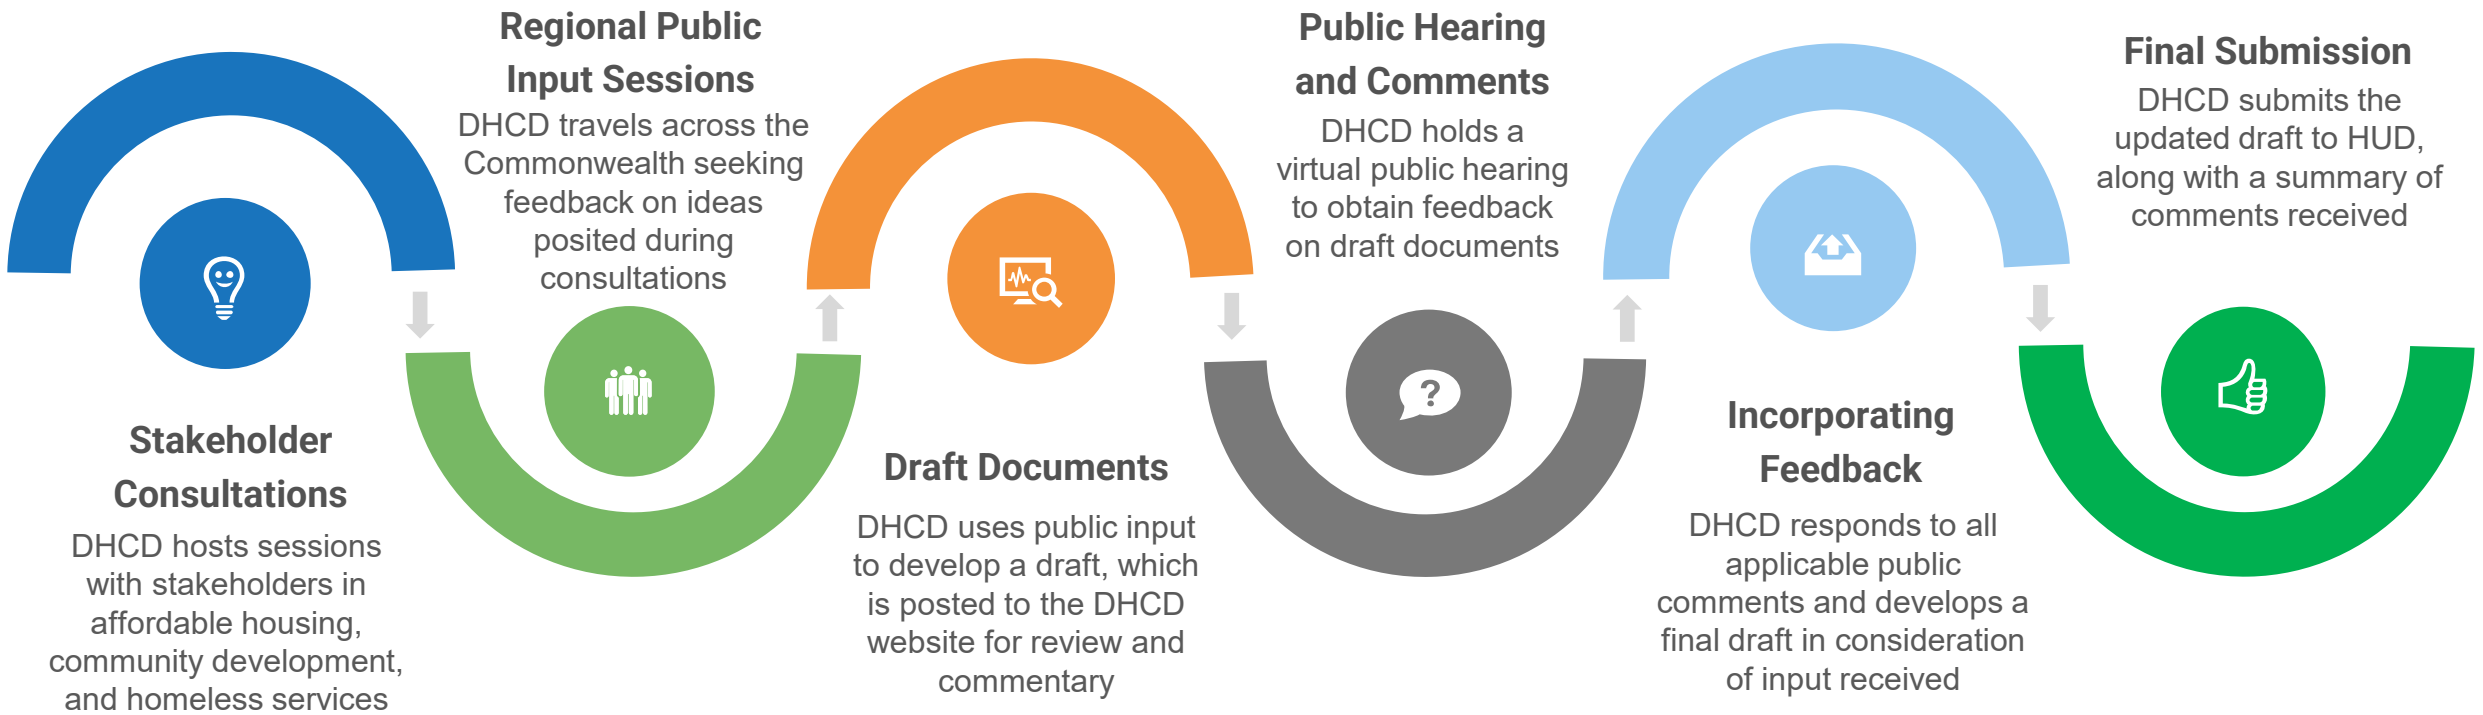 Stakeholder
Consultations
DHCD hosts sessions
with stakeholders in
affordable housing,
community development,
and homeless services
Regional Public
Input Sessions
DHCD travels across the
Commonwealth seeking
feedback on ideas
posited during
consultations
Draft Documents
DHCD uses public input
to develop a draft, which
is posted to the DHCD
website for review and
commentary
Public Hearing
and Comments
DHCD holds a
virtual public hearing
to obtain feedback
on draft documents
?
Incorporating
Feedback
DHCD responds to all
applicable public
comments and develops a
final draft in consideration
of input received
Final Submission
DHCD submits the
updated draft to HUD,
along with a summary of
comments received